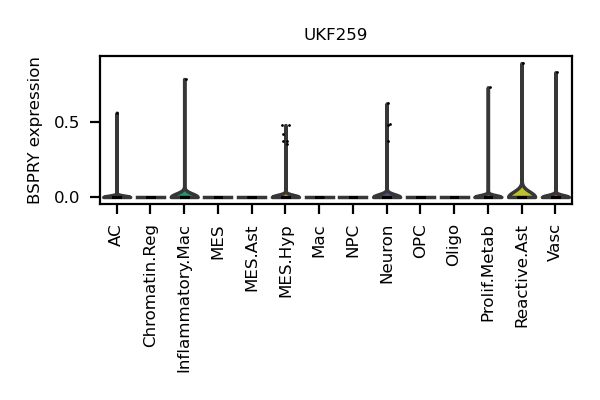 UKF259
BSPRY expression
0.5
0.0
AC
Chromatin.Reg
Inflammatory.Mac
MES
MES.Ast
MES.Hyp
Mac
NPC
Neuron
OPC
Oligo
Prolif.Metab
Reactive.Ast
Vasc